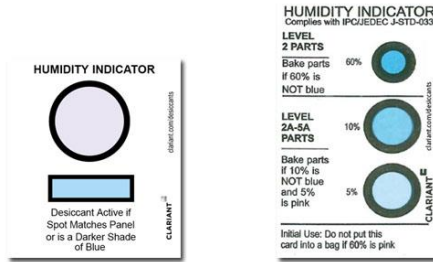 HUMIDITY INDICATOR
Desiccant Active if
Spot Matches Panel
or is a Darker Shade
of Blue
clariant.com/desiccants
CLARIANT
HUMIDITY INDICATOR
Complies with IPC/JEDEC J-STD-033
LEVEL
2 PARTS
Bake parts
if 60% is
NOT blue
60%
LEVEL
2A-5A
PARTS
10%
Bake parts
if 10% is
NOT blue
and 5%
is pink
5%
clariant.com/desiccants
CLARIANT
Initial Use: Do not put this
card into a bag if 60% is pink